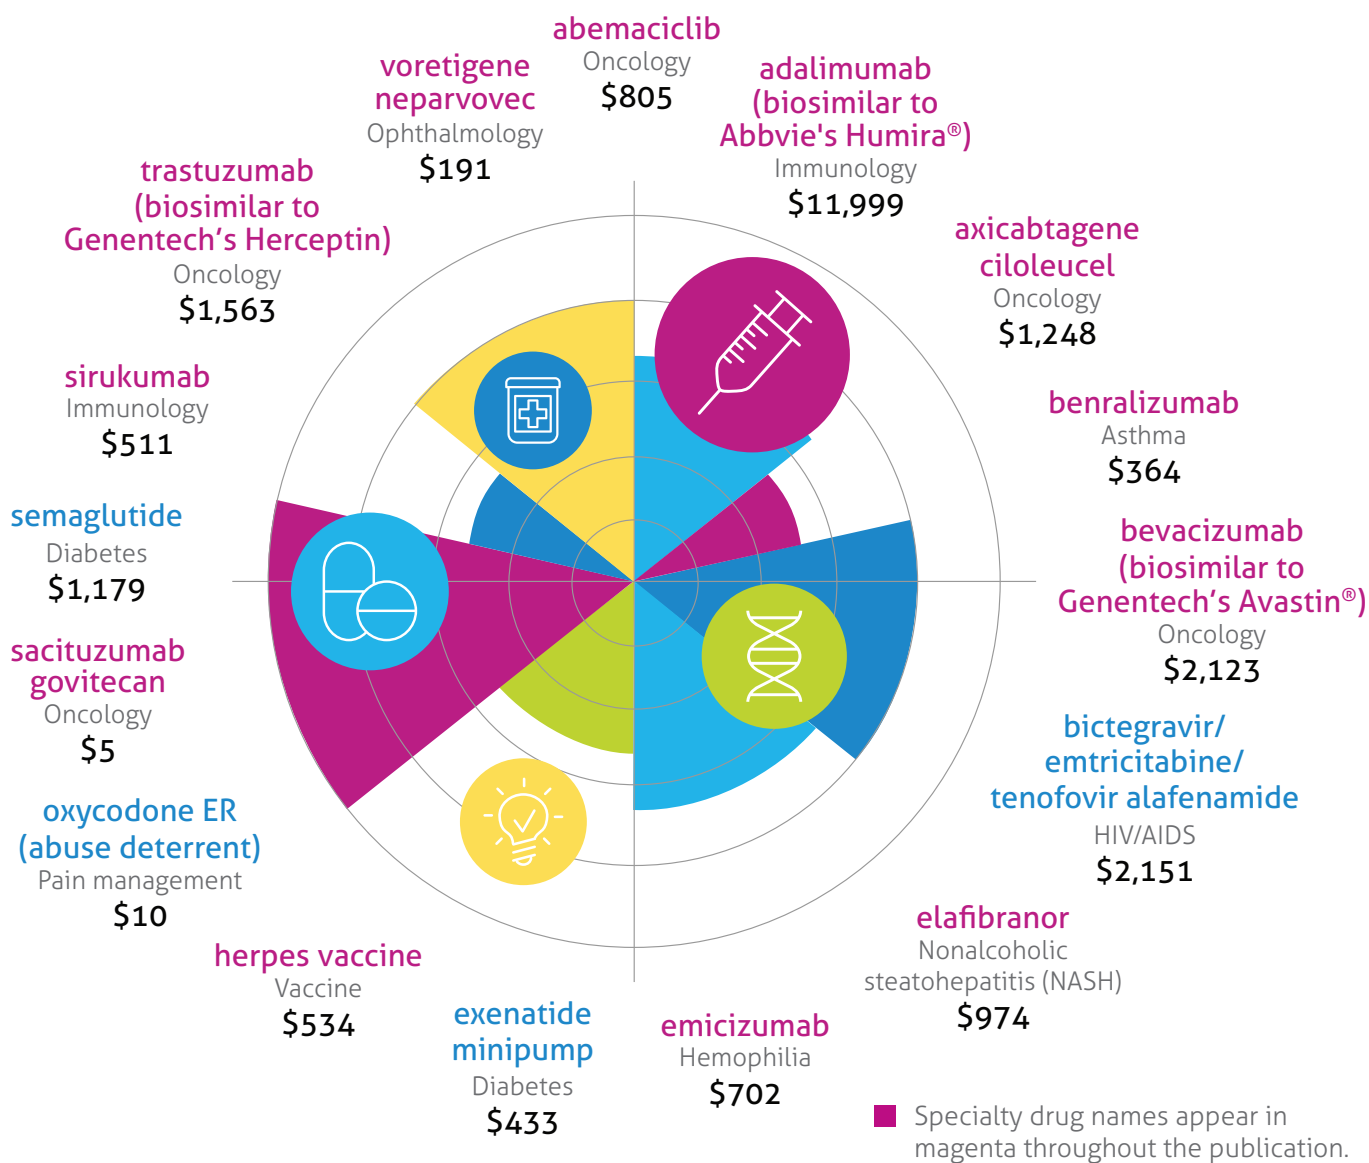 abemaciclib
Oncology
$805
adalimumab
(biosimilar to
Abbvie's Humira®)
Immunology
$11,999
axicabtagene
ciloleucel
Oncology
$1,248
benralizumab
Asthma
$364
bevacizumab
(biosimilar to
Genentech’s Avastin®)
Oncology
$2,123
bictegravir/
emtricitabine/
tenofovir alafenamide
HIV/AIDS
$2,151
elafibranor
Nonalcoholic
steatohepatitis (NASH)
$974
emicizumab
Hemophilia
$702
exenatide
minipump
Diabetes
$433
herpes vaccine
Vaccine
$534
oxycodone ER
(abuse deterrent)
Pain management
$10
sacituzumab
govitecan
Oncology
$5
semaglutide
Diabetes
$1,179
sirukumab
Immunology
$511
trastuzumab
(biosimilar to
Genentech’s Herceptin)
Oncology
$1,563
voretigene
neparvovec
Ophthalmology
$191
Specialty drug names appear in
magenta throughout the publication.